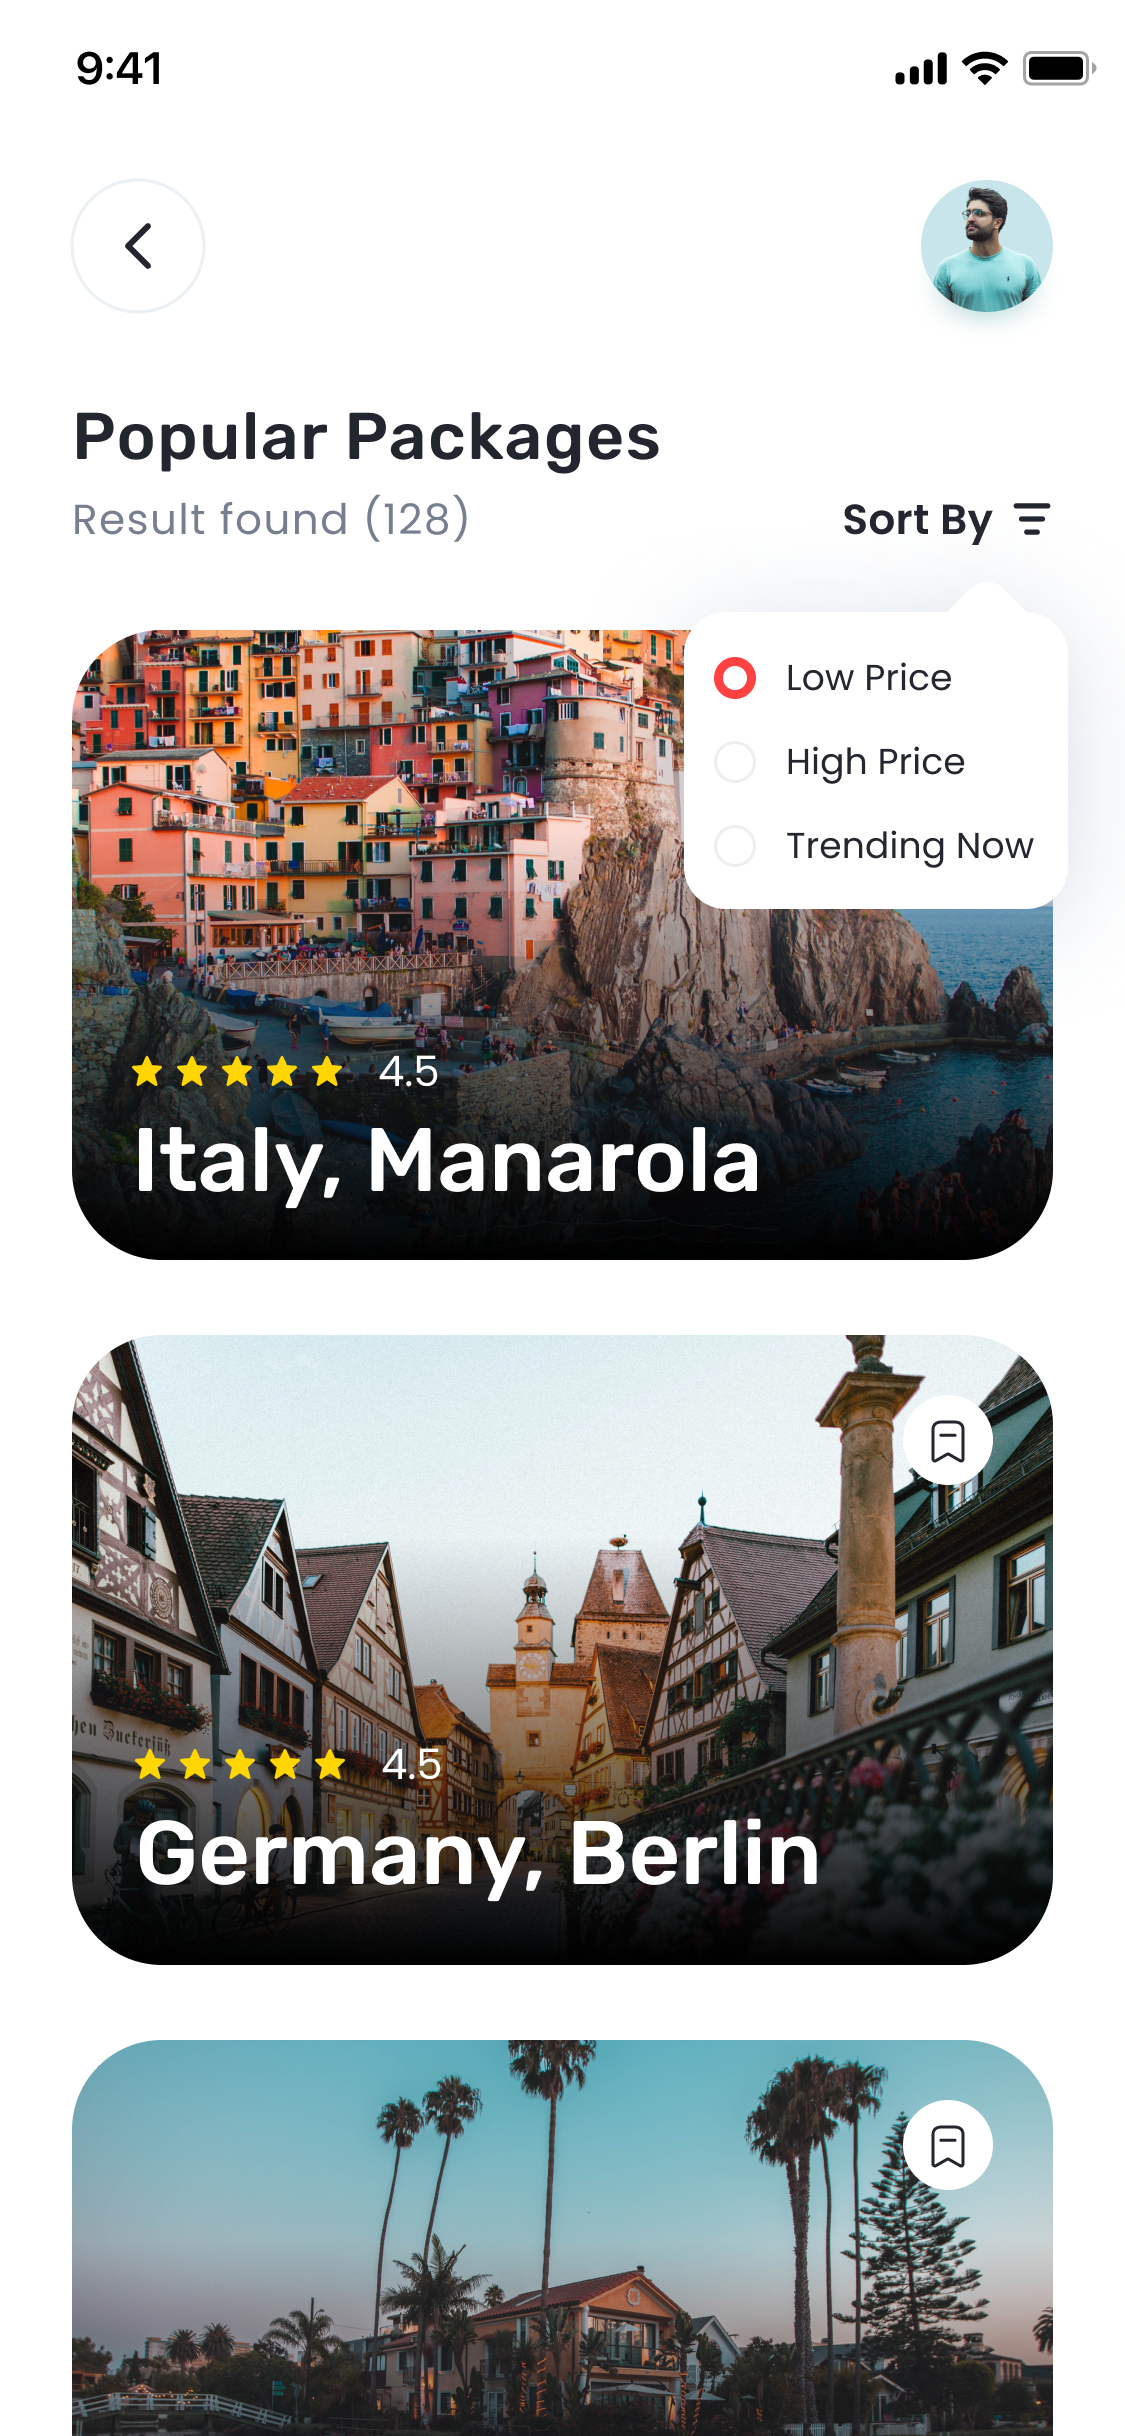 9:41
Popular Packages
Result found (128)
Sort By
Low Price
High Price
Trending Now
4.5
Italy, Manarola
4.5
Germany, Berlin